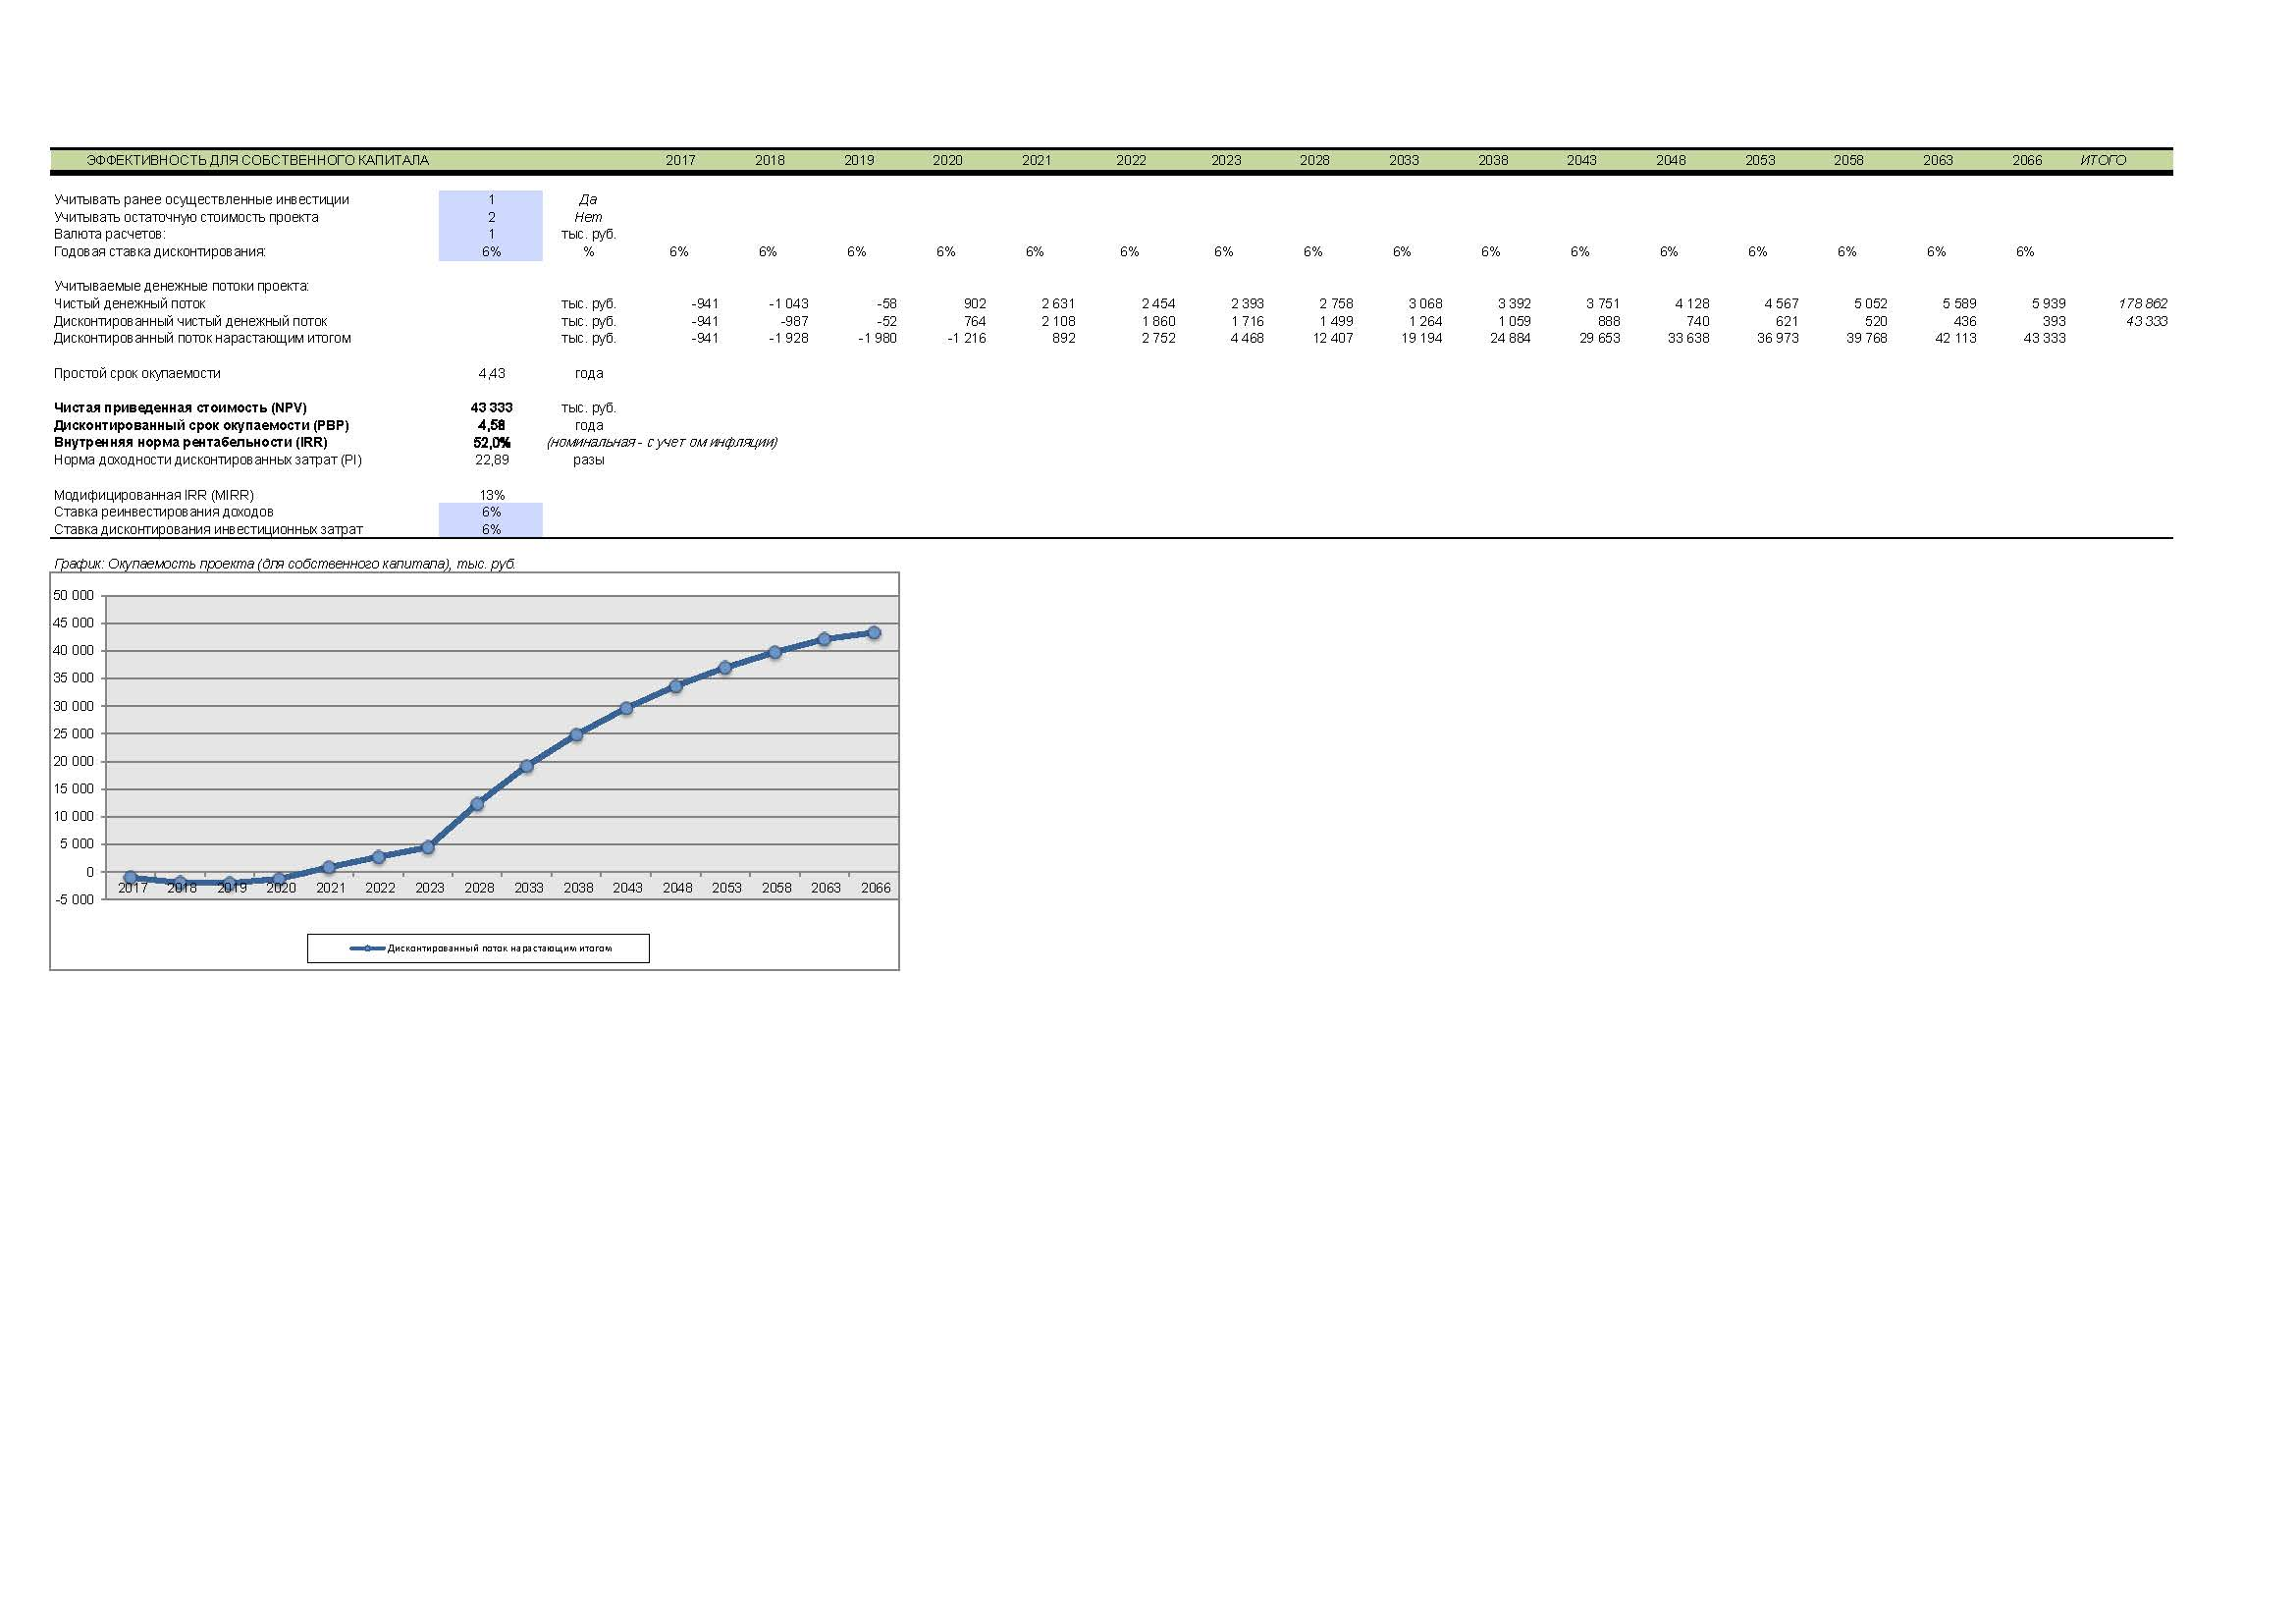 ЭФФЕКТИВНОСТЬ ДЛЯ СОБСТВЕННОГО КАПИТАЛА 2017 2018 2019 2020 2021 2022 2023 2028 2033 2038 2043 2048 2053 2058 2063 2066 ИТОГО
Учитывать ранее осуществленные инвестиции 1 Да
Учитывать остаточную стоимость проекта 2 Нет
Валюта расчетов: 1 тыс. руб.
Годовая ставка дисконтирования: 6% % 6% 6% 6% 6% 6% 6% 6% 6% 6% 6% 6% 6% 6% 6% 6% 6%
Учитываемые денежные потоки проекта:
Чистый денежный поток тыс. руб. -941 -1 043 -58 902 2 631 2 454 2 393 2 758 3 068 3 392 3 751 4 128 4 567 5 052 5 589 5 939 178 862
Дисконтированный чистый денежный поток тыс. руб. -941 -987 -52 764 2 108 1 860 1 716 1 499 1 264 1 059 888 740 621 520 436 393 43 333
Дисконтированный поток нарастающим итогом тыс. руб. -941 -1 928 -1 980 -1 216 892 2 752 4 468 12 407 19 194 24 884 29 653 33 638 36 973 39 768 42 113 43 333
Простой срок окупаемости 4,43 года
Чистая приведенная стоимость (NPV) 43 333 тыс. руб.
Дисконтированный срок окупаемости (PBP) 4,58 года
Внутренняя норма рентабельности (IRR) 52,0% (номинальная - с учет ом инфляции)
Норма доходности дисконтированных затрат (PI) 22,89 разы
Модифицированная IRR (MIRR) 13%
Ставка реинвестирования доходов 6%
Ставка дисконтирования инвестиционных затрат 6%
График: Окупаемость проекта (для собственного капитала), тыс. руб.
50 000
45 000
40 000
35 000
30 000
25 000
20 000
15 000
10 000
5 000
0
2017 2018 2019 2020 2021 2022 2023 2028 2033 2038 2043 2048 2053 2058 2063 2066
-5 000
Дисконтированный поток нарастающим итогом